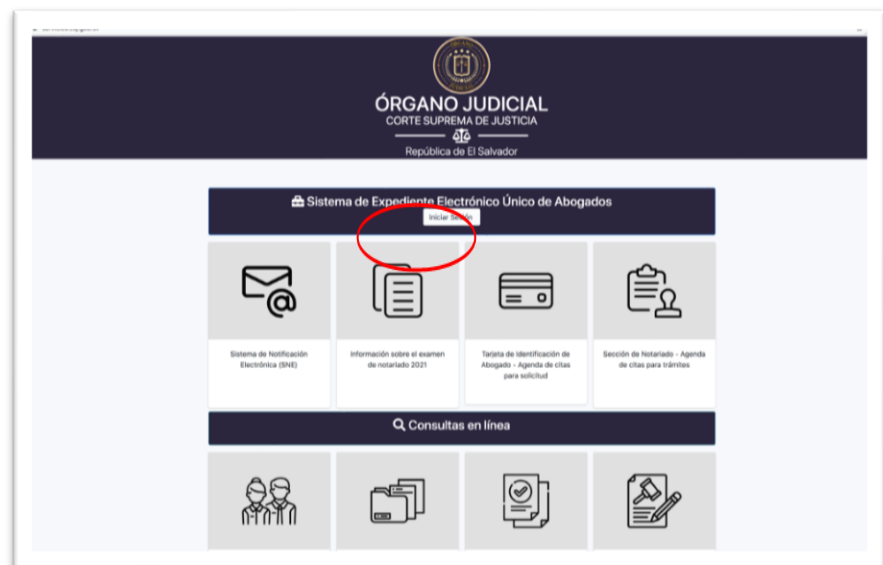 ÓRGANO JUDICIAL
CORTE SUPREMA DE JUSTICIA
República de El Salvador
Sistema de Expediente Electrónico Único de Abogados
Iniciar Sesión
Sistema de Notificación
Electrónica (SNE)
Información sobre el examen
de notariado 2021
Tarjeta de Identificación de
Abogado - Agenda de citas
para solicitud
Sección de Notariado - Agenda
de citas para trámites
Consultas en línea